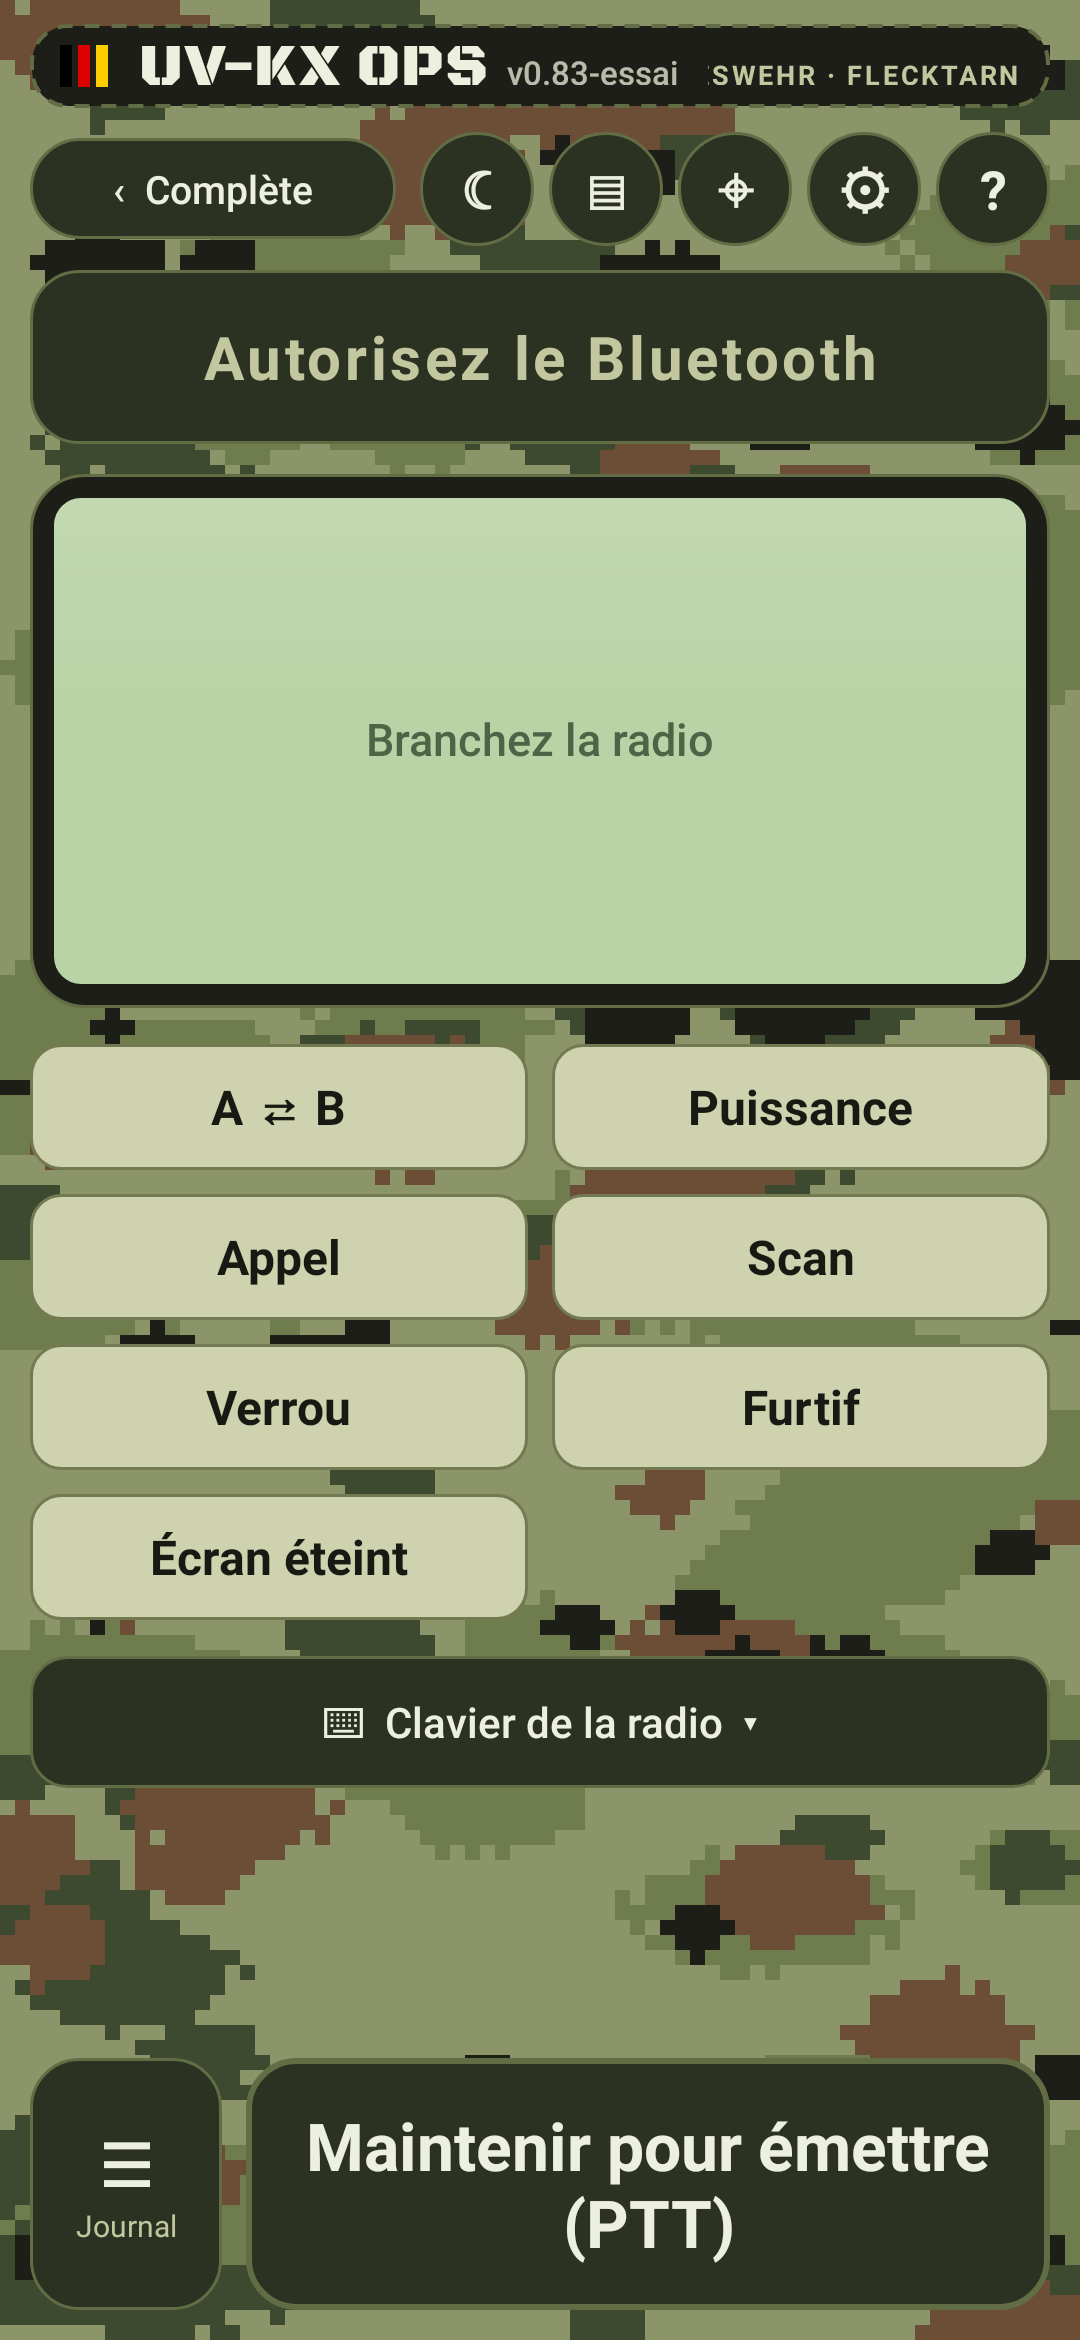 UV-KX OPS v0.83-essai SWEHR · FLECKTARN
‹ Complète ?
Autorisez le Bluetooth
Branchez la radio
A ⇄ B
Puissance
Appel
Scan
Verrou
Furtif
Écran éteint
Clavier de la radio ▾
Maintenir pour émettre
(PTT)
Journal